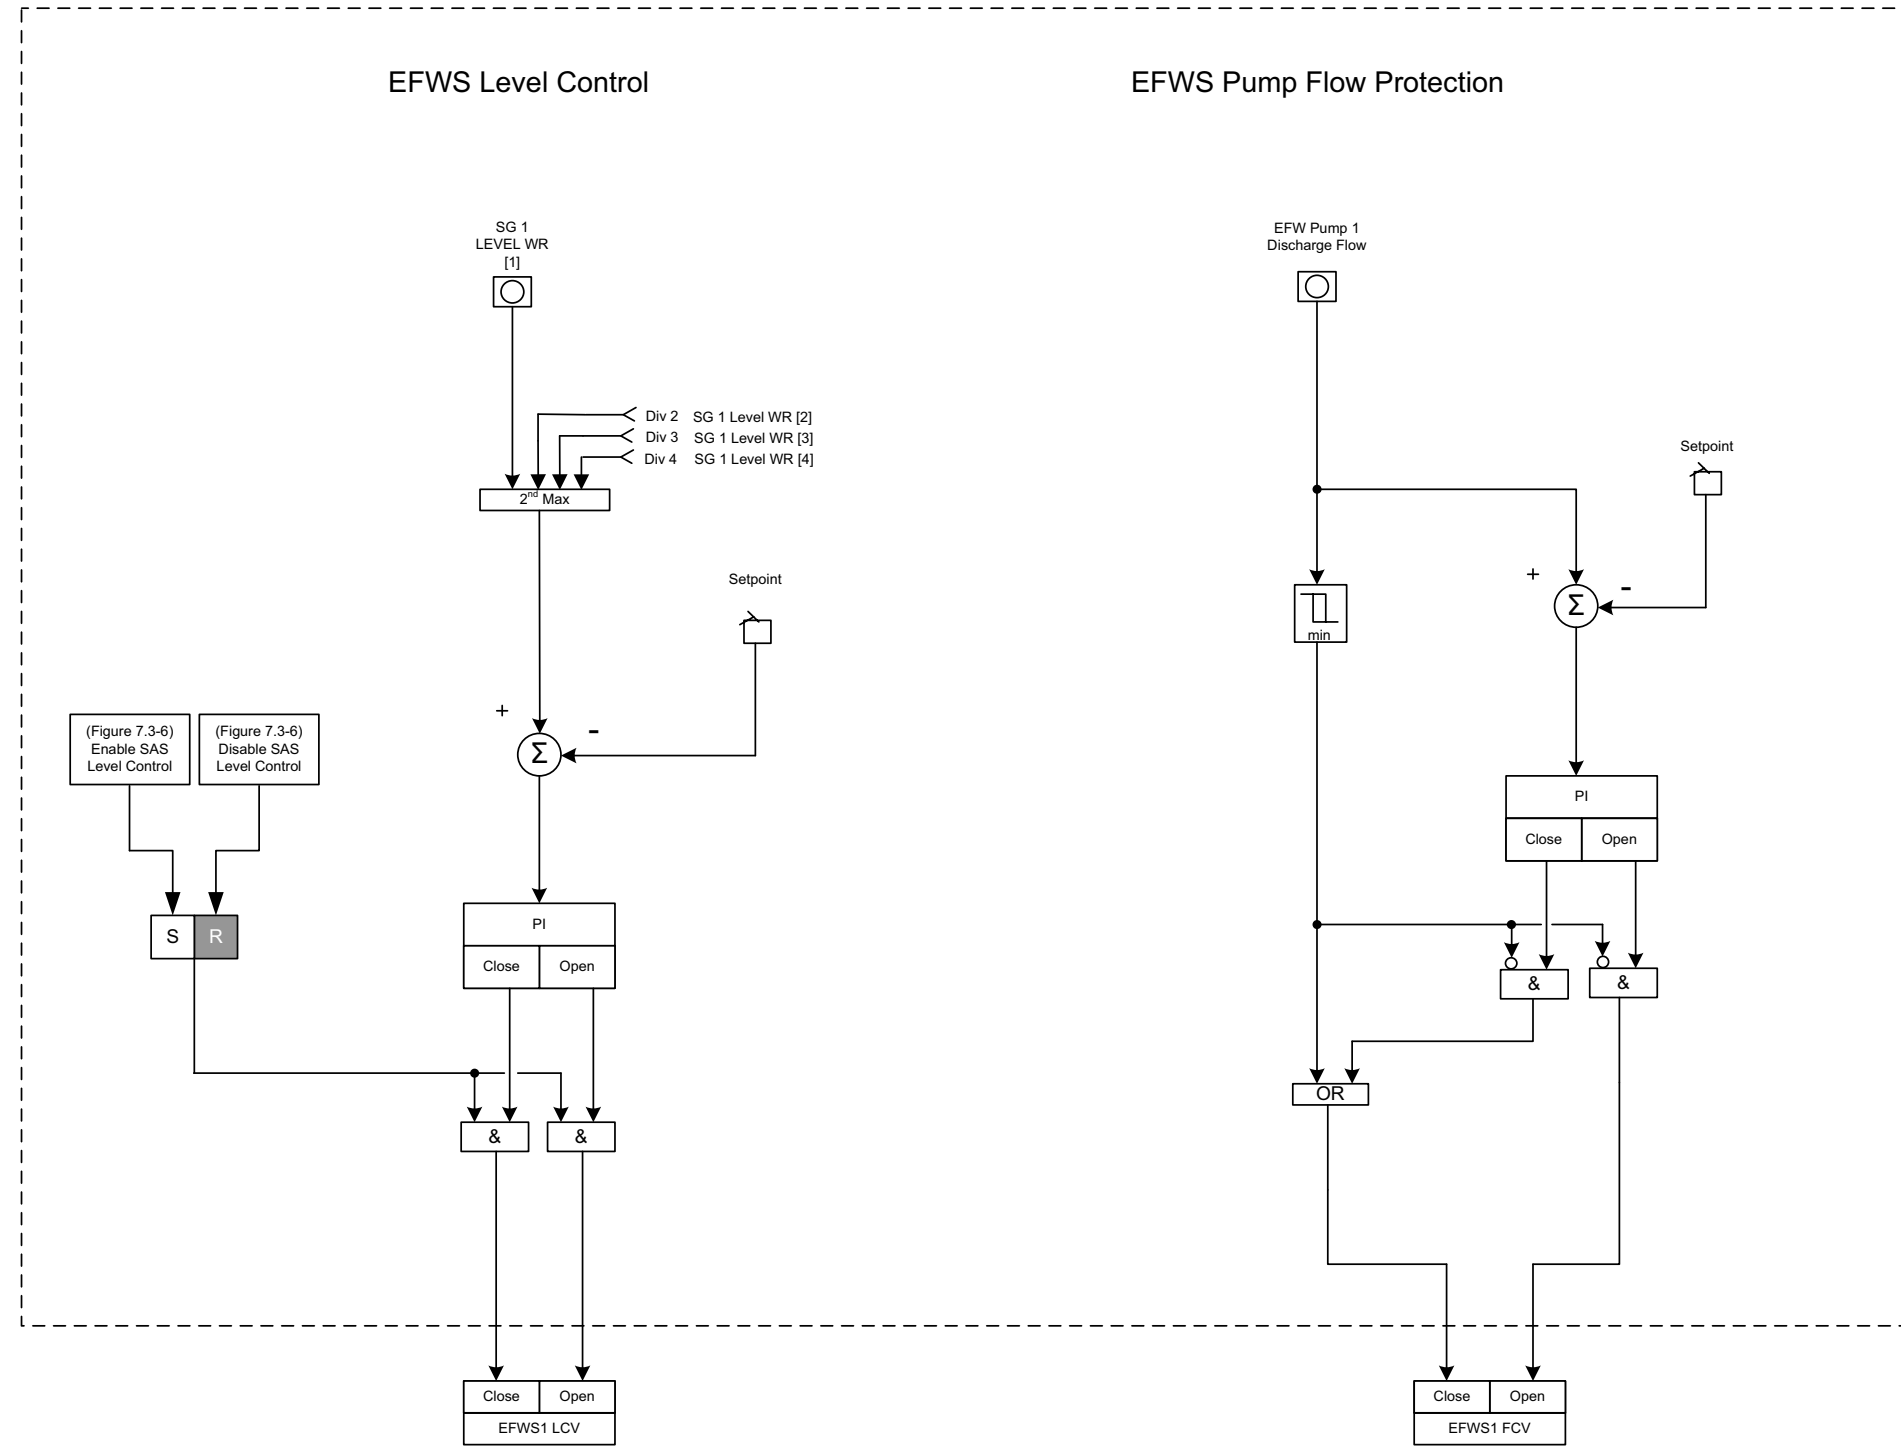 EFWS Level Control
EFWS Pump Flow Protection
SG 1
LEVEL WR
[1]
Div 2 SG 1 Level WR [2]
Div 3 SG 1 Level WR [3]
Div 4 SG 1 Level WR [4]
2nd Max
Setpoint
+
-
Σ
(Figure 7.3-6)
Enable SAS
Level Control
(Figure 7.3-6)
Disable SAS
Level Control
S R
PI
Close Open
& &
Close Open
EFWS1 LCV
EFW Pump 1
Discharge Flow
Setpoint
min
+
-
Σ
PI
Close Open
& &
OR
Close Open
EFWS1 FCV